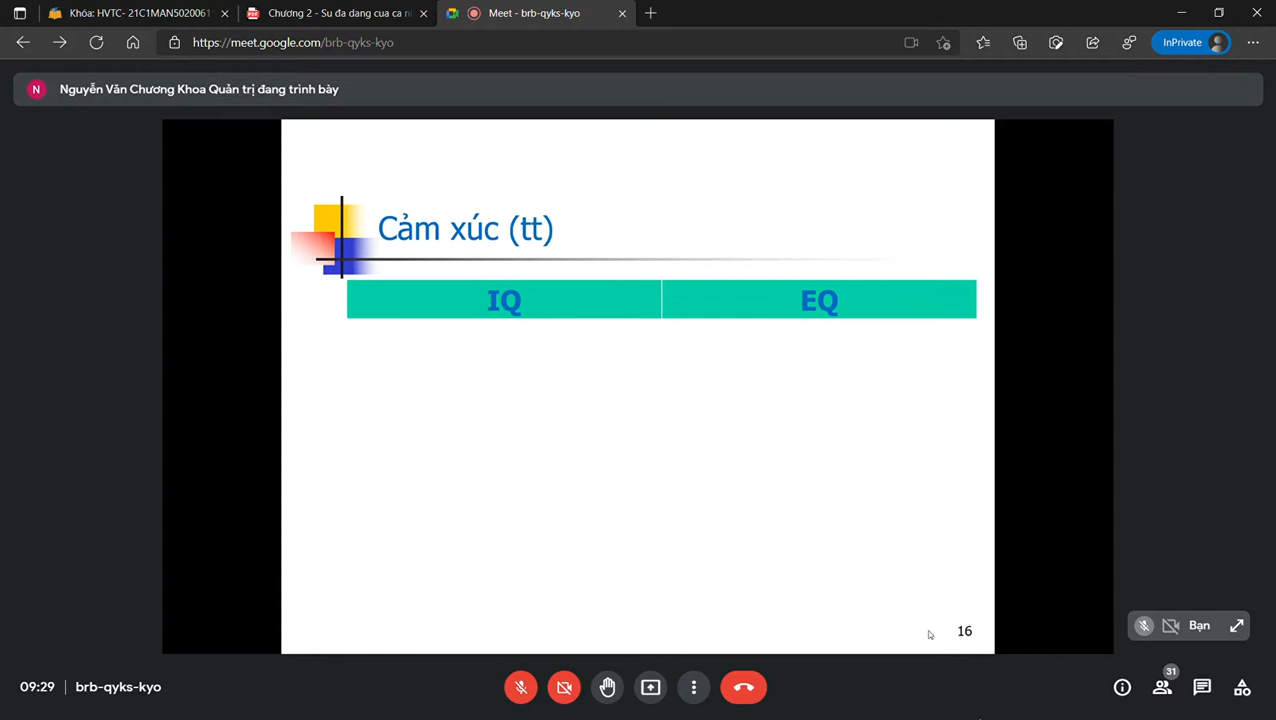 Khóa: HVTC- 21C1MAN5020061
Chương 2 - Su đa dang cua ca n
Meet - brb-qyks-kyo
https://meet.google.com/brb-qyks-kyo
InPrivate
N Nguyễn Văn Chương Khoa Quản trị đang trình bày
Cảm xúc (tt)
IQ EQ
16
Bạn
31
09:29 | brb-qyks-kyo